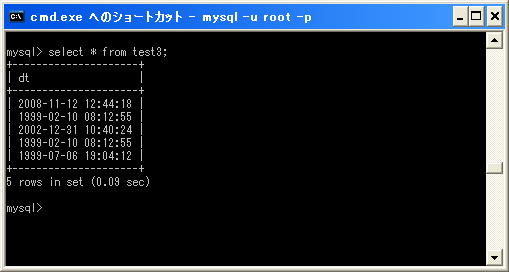 cmd.exe へのショートカット - mysql -u root -p
mysql> select * from test3;
+---------------------+
| dt                  |
+---------------------+
| 2008-11-12 12:44:18 |
| 1999-02-10 08:12:55 |
| 2002-12-31 10:40:24 |
| 1999-02-10 08:12:55 |
| 1999-07-06 19:04:12 |
+---------------------+
5 rows in set (0.09 sec)
mysql>